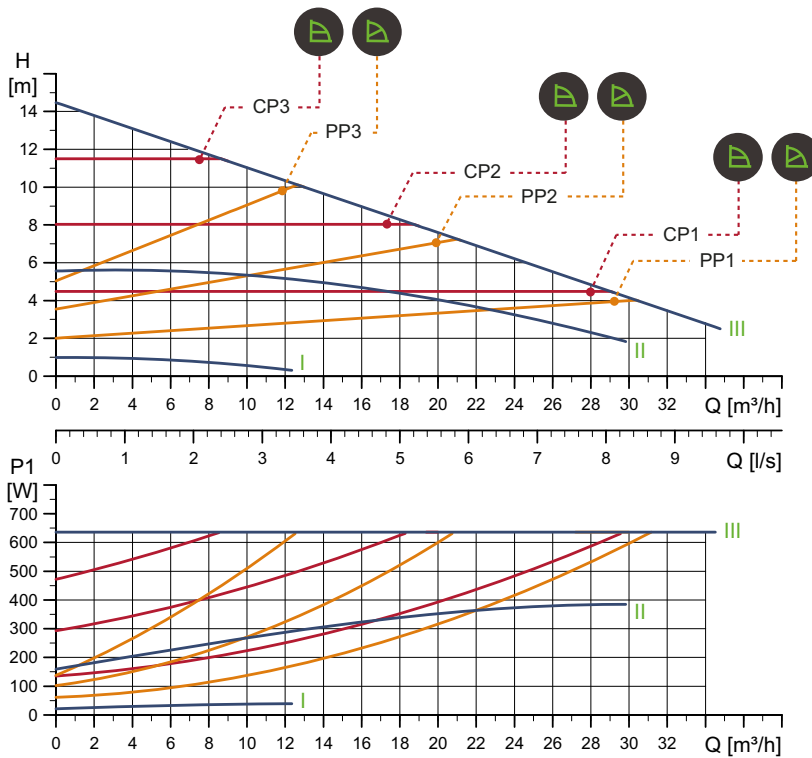 H
[m]
14
12
10
8
6
4
2
0
CP3
PP3
CP2
PP2
CP1
PP1
III
II
I
0 2 4 6 8 10 12 14 16 18 20 22 24 26 28 30 32 Q [m³/h]
0 1 2 3 4 5 6 7 8 9 Q [l/s]
P1
[W]
700
600
500
400
300
200
100
0
III
II
I
0 2 4 6 8 10 12 14 16 18 20 22 24 26 28 30 32 Q [m³/h]